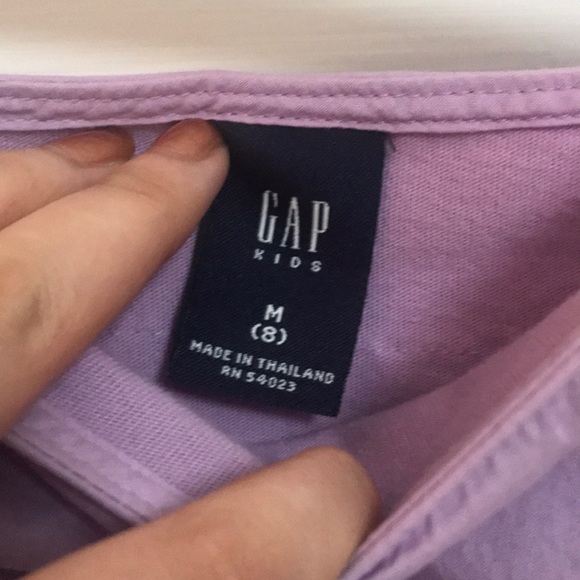 GAP
KIDS
M
(8)
MADE IN THAILAND
RN 54023